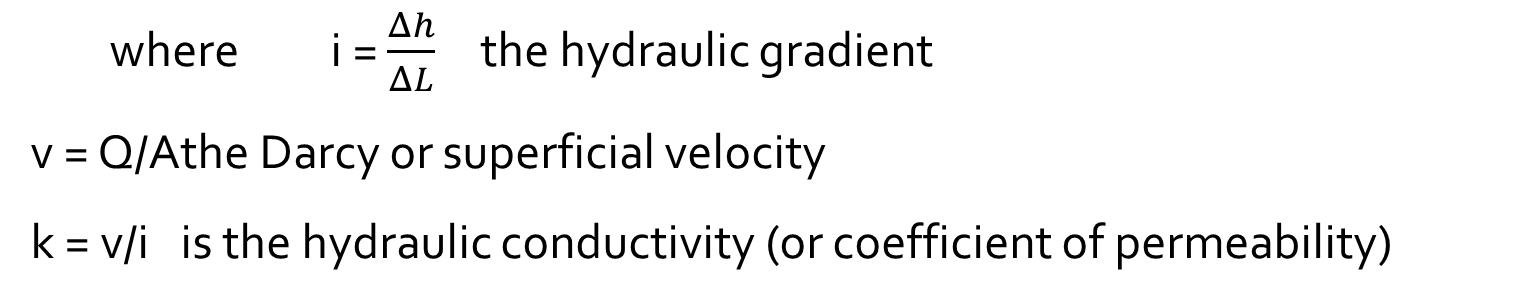 where i = Δh/ΔL the hydraulic gradient
v = Q/Athe Darcy or superficial velocity
k = v/i is the hydraulic conductivity (or coefficient of permeability)